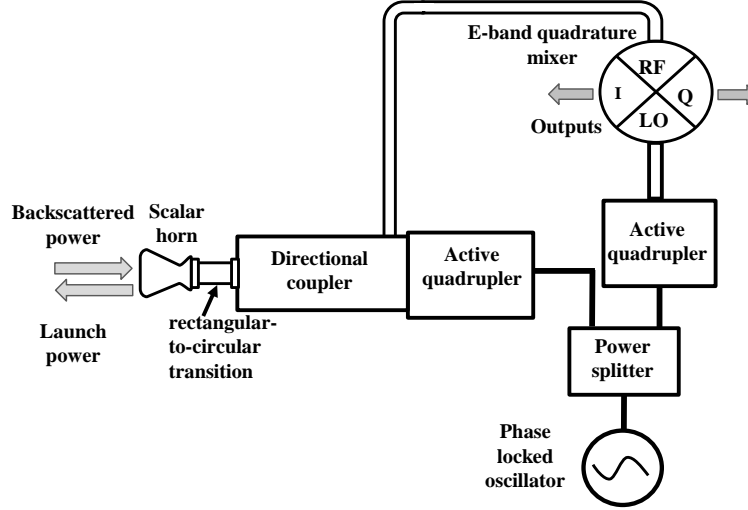 E-band quadrature
mixer
RF
I
Q
LO
Outputs
Backscattered
power
Scalar
horn
Directional
coupler
Active
quadrupler
Active
quadrupler
Launch
power
rectangular-
to-circular
transition
Power
splitter
Phase
locked
oscillator